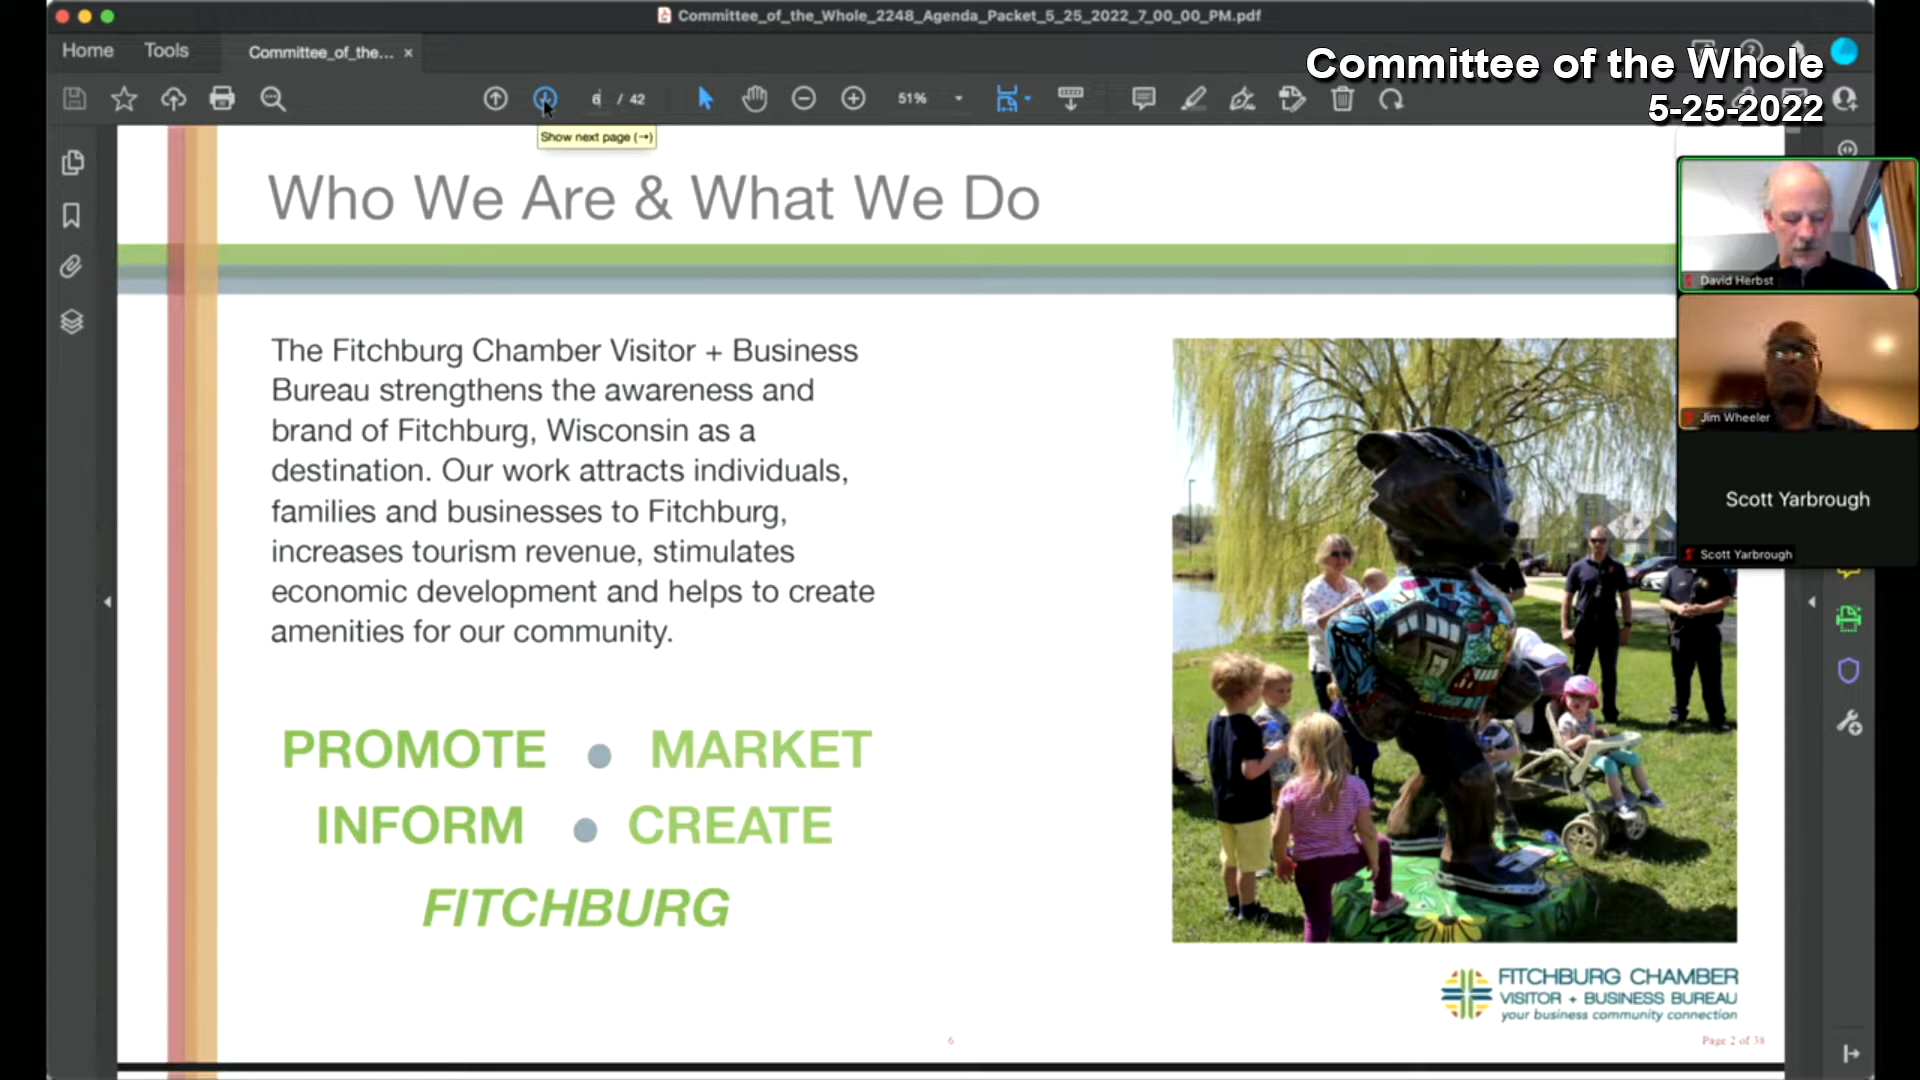 Committee_of_the_Whole_2248_Agenda_Packet_5_25_2022_7_00_00_PM.pdf
Home
Tools
Committee_of_the... ×
Committee of the Whole
5-25-2022
6 / 42
51%
Show next page (→)
Who We Are & What We Do
The Fitchburg Chamber Visitor + Business
Bureau strengthens the awareness and
brand of Fitchburg, Wisconsin as a
destination. Our work attracts individuals,
families and businesses to Fitchburg,
increases tourism revenue, stimulates
economic development and helps to create
amenities for our community.
PROMOTE • MARKET
INFORM • CREATE
FITCHBURG
David Herbst
Jim Wheeler
Scott Yarbrough
Scott Yarbrough
FITCHBURG CHAMBER
VISITOR + BUSINESS BUREAU
your business community connection
6
Page 2 of 38